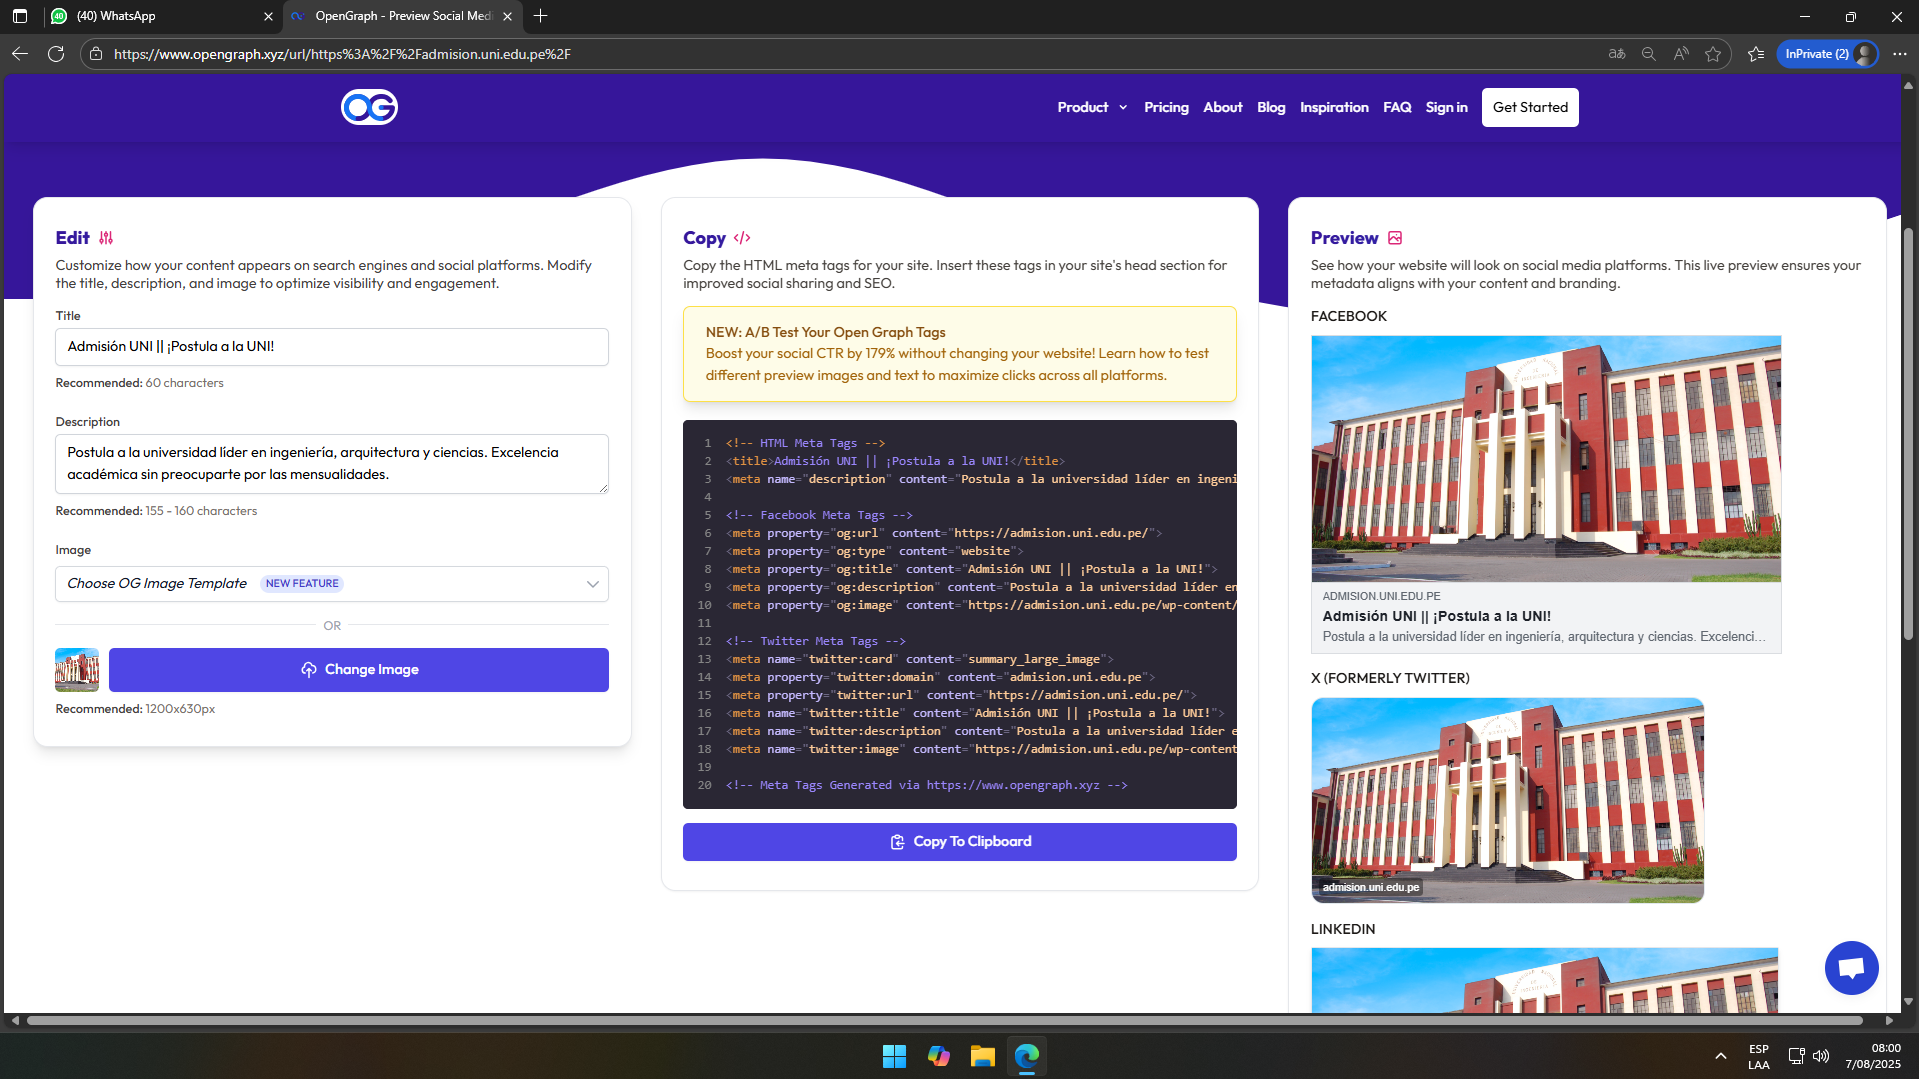 (40) WhatsApp
OpenGraph - Preview Social Medi
https://www.opengraph.xyz/url/https%3A%2F%2Fadmision.uni.edu.pe%2F
InPrivate (2)
OG
Product
Pricing
About
Blog
Inspiration
FAQ
Sign in
Get Started
Edit
Customize how your content appears on search engines and social platforms. Modify
the title, description, and image to optimize visibility and engagement.
Title
Admisión UNI || ¡Postula a la UNI!
Recommended: 60 characters
Description
Postula a la universidad líder en ingeniería, arquitectura y ciencias. Excelencia
académica sin preocuparte por las mensualidades.
Recommended: 155 - 160 characters
Image
Choose OG Image Template NEW FEATURE
OR
Change Image
Recommended: 1200x630px
Copy </>
Copy the HTML meta tags for your site. Insert these tags in your site's head section for
improved social sharing and SEO.
NEW: A/B Test Your Open Graph Tags
Boost your social CTR by 179% without changing your website! Learn how to test
different preview images and text to maximize clicks across all platforms.
1 <!-- HTML Meta Tags -->
2 <title>Admisión UNI || ¡Postula a la UNI!</title>
3 <meta name="description" content="Postula a la universidad líder en ingeni
4
5 <!-- Facebook Meta Tags -->
6 <meta property="og:url" content="https://admision.uni.edu.pe/">
7 <meta property="og:type" content="website">
8 <meta property="og:title" content="Admisión UNI || ¡Postula a la UNI!">
9 <meta property="og:description" content="Postula a la universidad líder en
10 <meta property="og:image" content="https://admision.uni.edu.pe/wp-content/
11
12 <!-- Twitter Meta Tags -->
13 <meta name="twitter:card" content="summary_large_image">
14 <meta property="twitter:domain" content="admision.uni.edu.pe">
15 <meta property="twitter:url" content="https://admision.uni.edu.pe/">
16 <meta name="twitter:title" content="Admisión UNI || ¡Postula a la UNI!">
17 <meta name="twitter:description" content="Postula a la universidad líder e
18 <meta name="twitter:image" content="https://admision.uni.edu.pe/wp-content
19
20 <!-- Meta Tags Generated via https://www.opengraph.xyz -->
Copy To Clipboard
Preview
See how your website will look on social media platforms. This live preview ensures your
metadata aligns with your content and branding.
FACEBOOK
ADMISION.UNI.EDU.PE
Admisión UNI || ¡Postula a la UNI!
Postula a la universidad líder en ingeniería, arquitectura y ciencias. Excelenci...
X (FORMERLY TWITTER)
admision.uni.edu.pe
LINKEDIN
ESP
LAA
08:00
7/08/2025